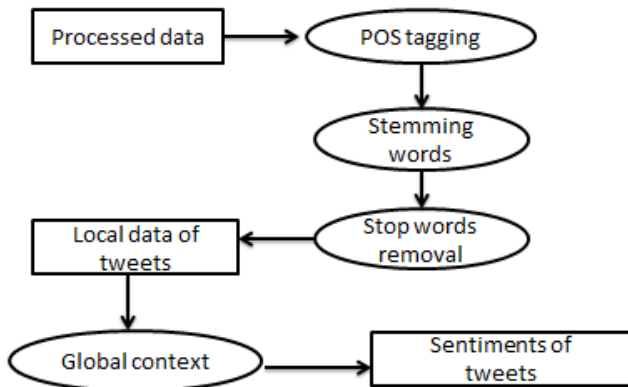 Processed data
POS tagging
Stemming
words
Stop words
removal
Local data of
tweets
Global context
Sentiments of
tweets